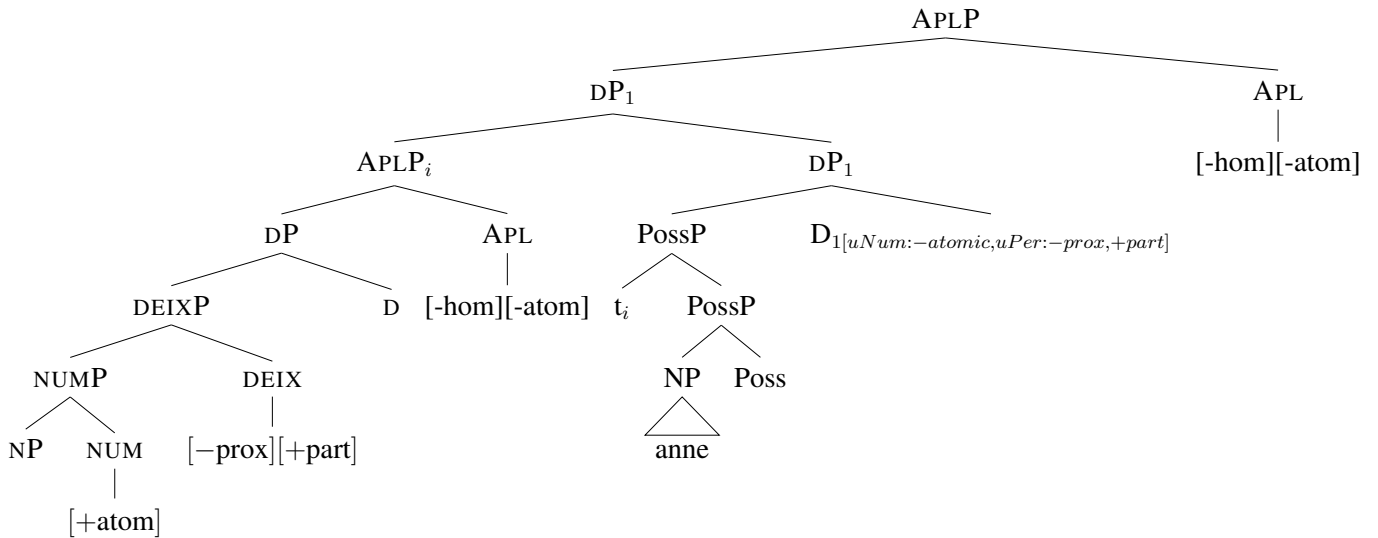 APLP
DP1 APL
APLPi DP1 [-hom][-atom]
DP APL PossP D1[uNum:−atomic,uPer:−prox,+part]
DEIXP D [-hom][-atom] ti PossP
NUMP DEIX NP Poss
NP NUM [−prox][+part] anne
[+atom]